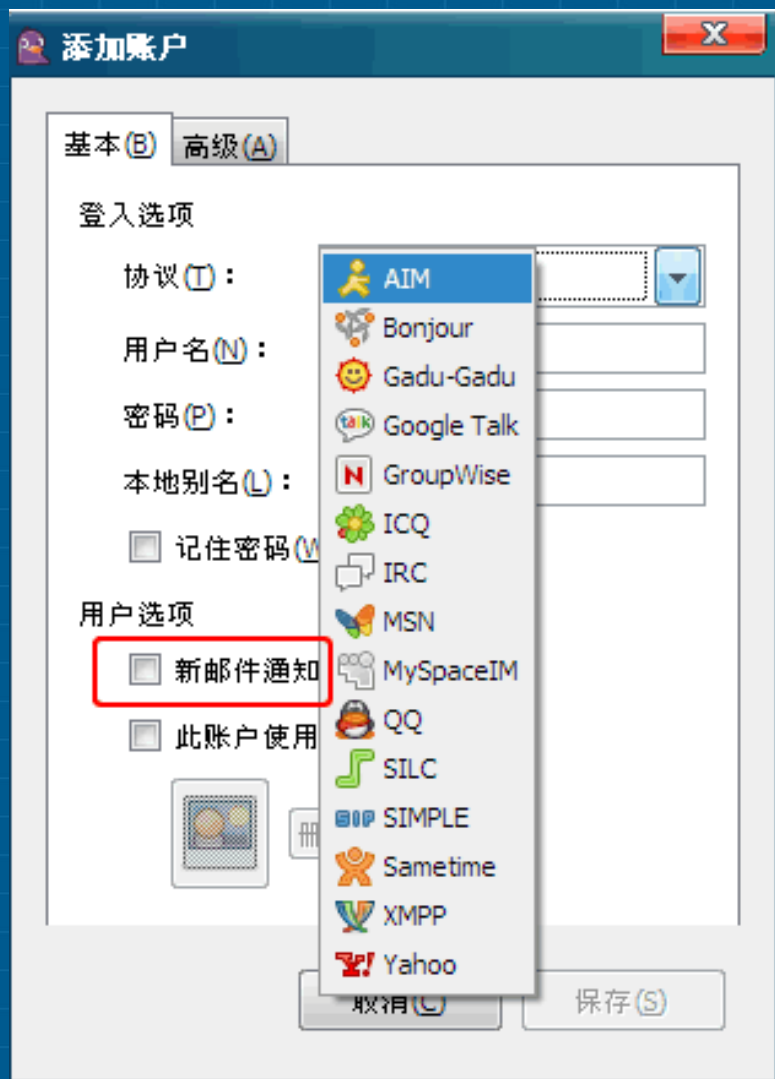 添加账户
基本(B) 高级(A)
登入选项
协议(T)：
AIM
Bonjour
用户名(N)：
Gadu-Gadu
密码(P)：
Google Talk
本地别名(L)：
GroupWise
记住密码(W
ICQ
IRC
用户选项
MSN
新邮件通知
MySpaceIM
此账户使用
QQ
SILC
SIMPLE
Sametime
XMPP
Yahoo
取消(C) 保存(S)